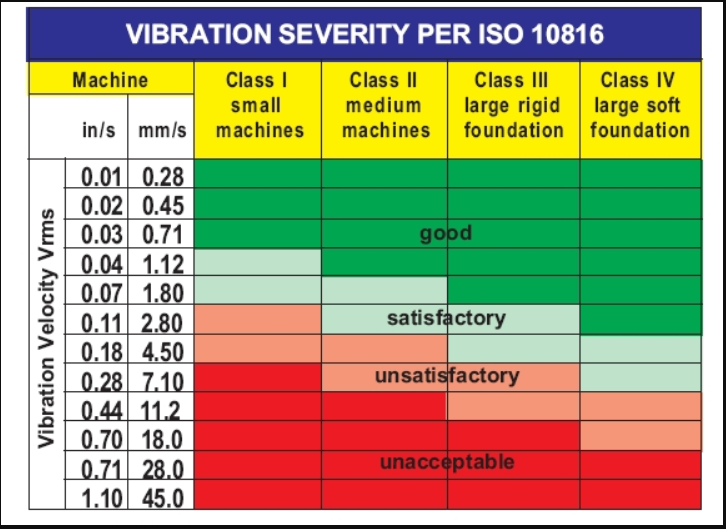 VIBRATION SEVERITY PER ISO 10816
Machine
Class I
small
machines
Class II
medium
machines
Class III
large rigid
foundation
Class IV
large soft
foundation
in/s mm/s
Vibration Velocity Vrms
0.01 0.28
0.02 0.45
0.03 0.71 good
0.04 1.12
0.07 1.80
0.11 2.80 satisfactory
0.18 4.50
0.28 7.10 unsatisfactory
0.44 11.2
0.70 18.0
0.71 28.0 unacceptable
1.10 45.0